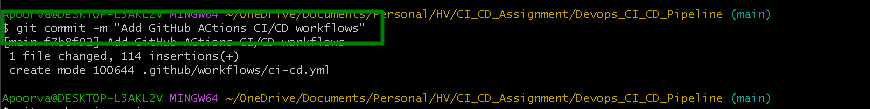 Apoorva@DESKTOP-L3AKL2V MINGW64 ~/OneDrive/Documents/Personal/HV/CI_CD_Assignment/Devops_CI_CD_Pipeline (main)
$ git commit -m "Add GitHub ACtions CI/CD workflows"
[main f7b8f92] Add GitHub ACtions CI/CD workflows
 1 file changed, 114 insertions(+)
 create mode 100644 .github/workflows/ci-cd.yml
Apoorva@DESKTOP-L3AKL2V MINGW64 ~/OneDrive/Documents/Personal/HV/CI_CD_Assignment/Devops_CI_CD_Pipeline (main)